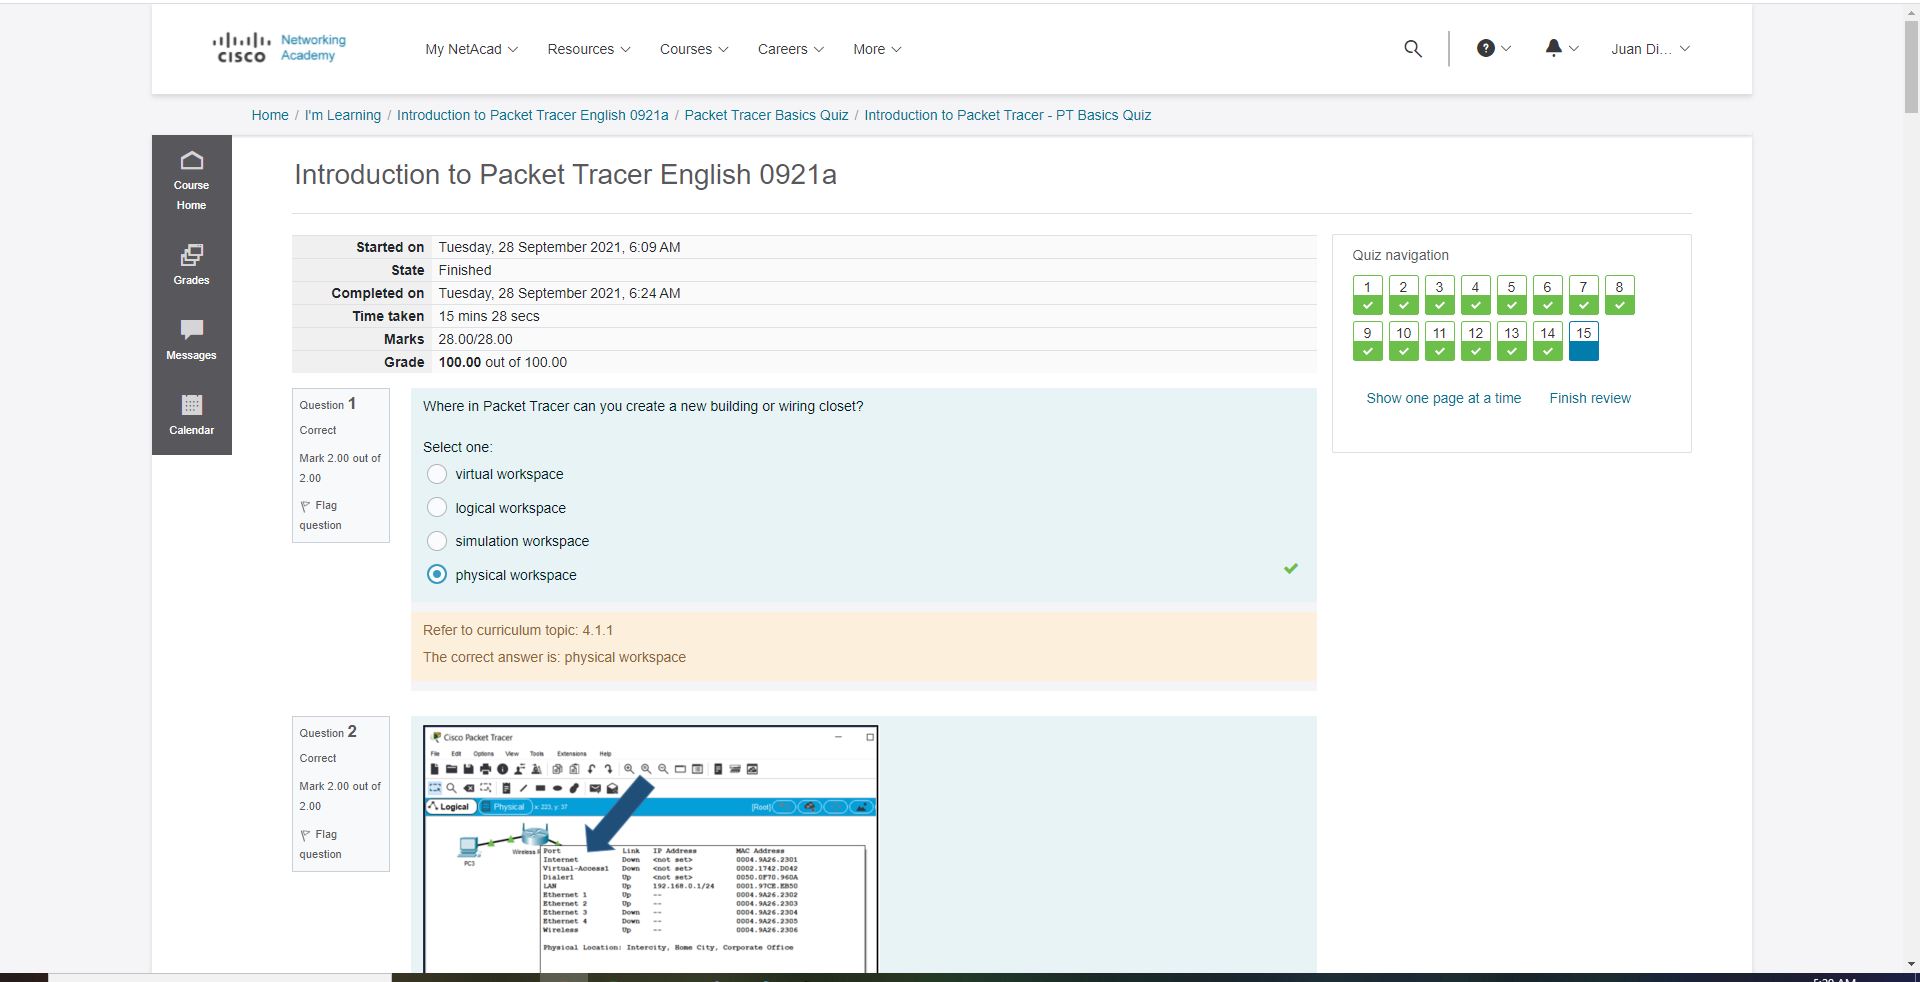 CISCO
Networking
Academy
My NetAcad
Resources
Courses
Careers
More
Juan Di...
Home / I'm Learning / Introduction to Packet Tracer English 0921a / Packet Tracer Basics Quiz / Introduction to Packet Tracer - PT Basics Quiz
Course
Home
Grades
Messages
Calendar
Introduction to Packet Tracer English 0921a
Started on Tuesday, 28 September 2021, 6:09 AM
State Finished
Completed on Tuesday, 28 September 2021, 6:24 AM
Time taken 15 mins 28 secs
Marks 28.00/28.00
Grade 100.00 out of 100.00
Quiz navigation
1 2 3 4 5 6 7 8
9 10 11 12 13 14 15
Show one page at a time Finish review
Question 1
Correct
Mark 2.00 out of
2.00
Flag
question
Where in Packet Tracer can you create a new building or wiring closet?
Select one:
virtual workspace
logical workspace
simulation workspace
physical workspace
Refer to curriculum topic: 4.1.1
The correct answer is: physical workspace
Question 2
Correct
Mark 2.00 out of
2.00
Flag
question
Cisco Packet Tracer
File Edit Options View Tools Extensions Help
Logical Physical x: 223, y: 37 [Root]
PC3
Wireless
Port Link IP Address MAC Address
Internet Down <not set> 0004.9A26.2301
Virtual-Access1 Down <not set> 0002.1742.D042
Dialer1 Up <not set> 0050.0F70.960A
LAN Up 192.168.0.1/24 0001.97CE.EB50
Ethernet 1 Up -- 0004.9A26.2302
Ethernet 2 Up -- 0004.9A26.2303
Ethernet 3 Down -- 0004.9A26.2304
Ethernet 4 Down -- 0004.9A26.2305
Wireless Up -- 0004.9A26.2306
Physical Location: Intercity, Home City, Corporate Office